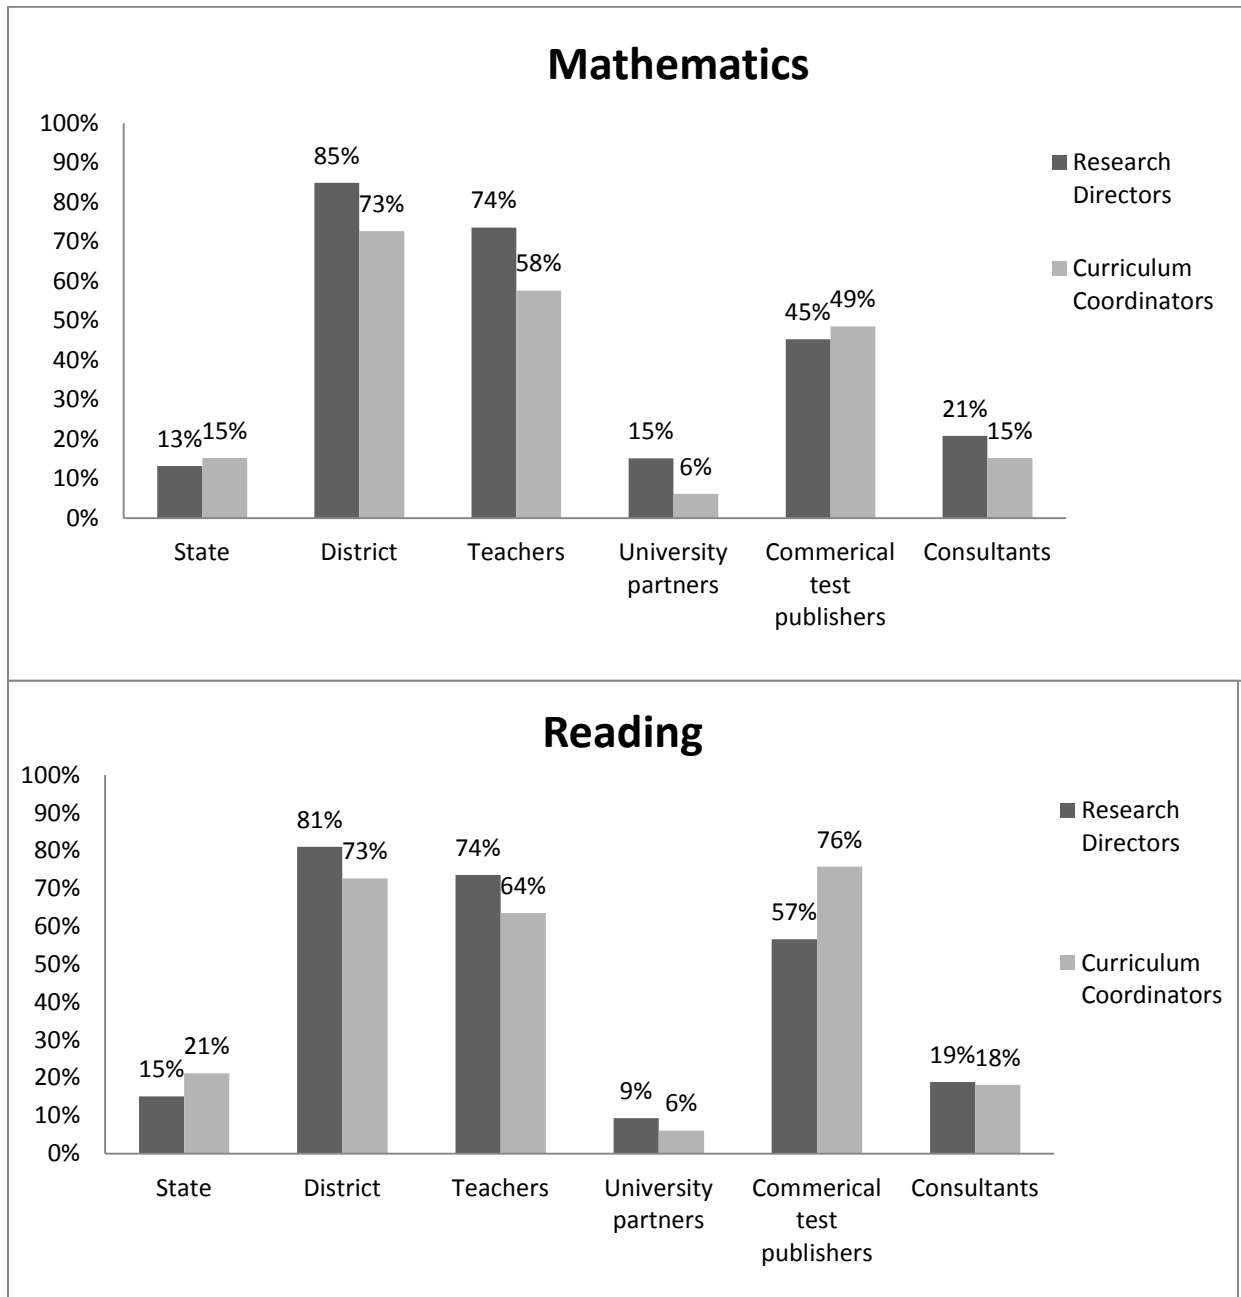 Mathematics
100%
90%
80%
70%
60%
50%
40%
30%
20%
10%
0%
13%
15%
85%
73%
74%
58%
15%
6%
45%
49%
21%
15%
State
District
Teachers
University
partners
Commerical
test
publishers
Consultants
Research
Directors
Curriculum
Coordinators
Reading
100%
90%
80%
70%
60%
50%
40%
30%
20%
10%
0%
15%
21%
81%
73%
74%
64%
9%
6%
57%
76%
19%
18%
State
District
Teachers
University
partners
Commerical
test
publishers
Consultants
Research
Directors
Curriculum
Coordinators